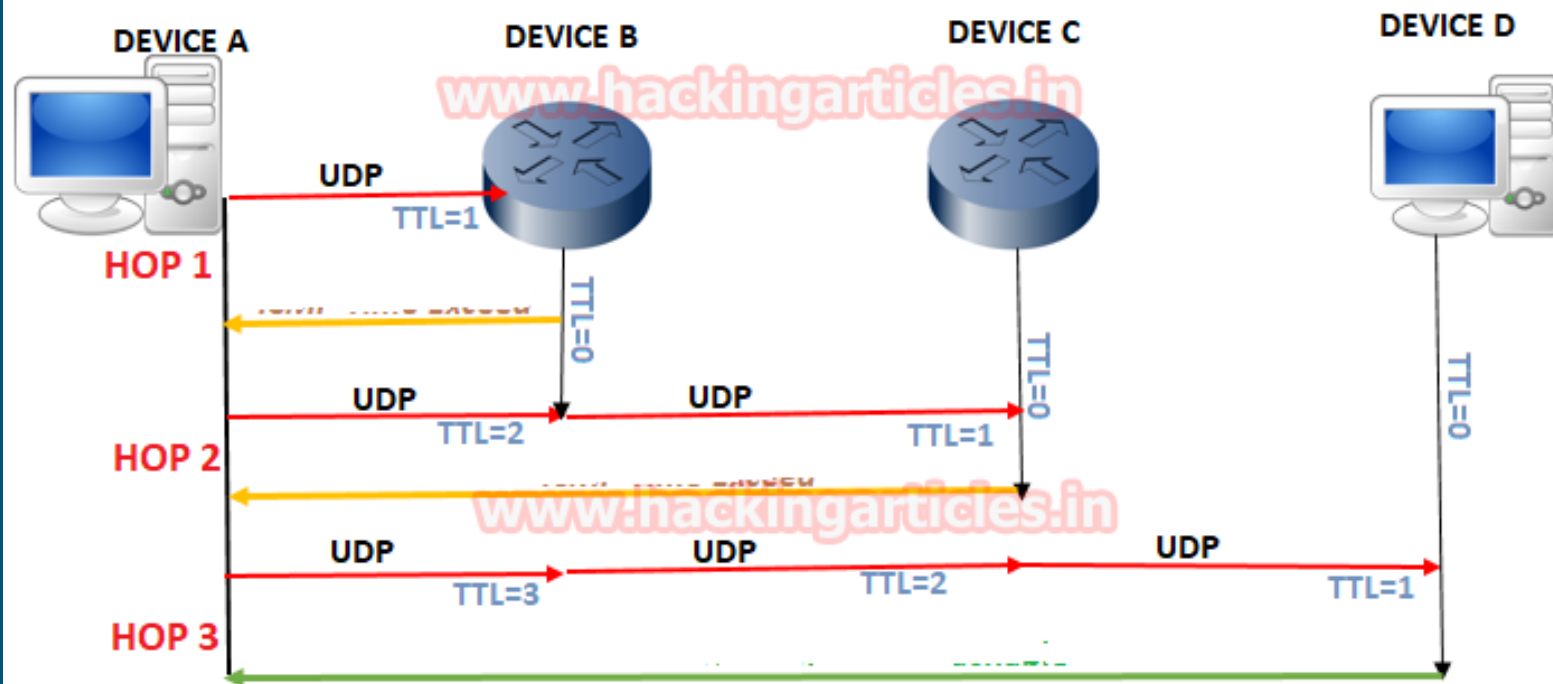 DEVICE A
DEVICE B
DEVICE C
DEVICE D
www.hackingarticles.in
UDP
TTL=1
HOP 1
TTL=0
TTL=0
TTL=0
UDP
UDP
TTL=2
TTL=1
HOP 2
www.hackingarticles.in
UDP
UDP
UDP
TTL=3
TTL=2
TTL=1
HOP 3